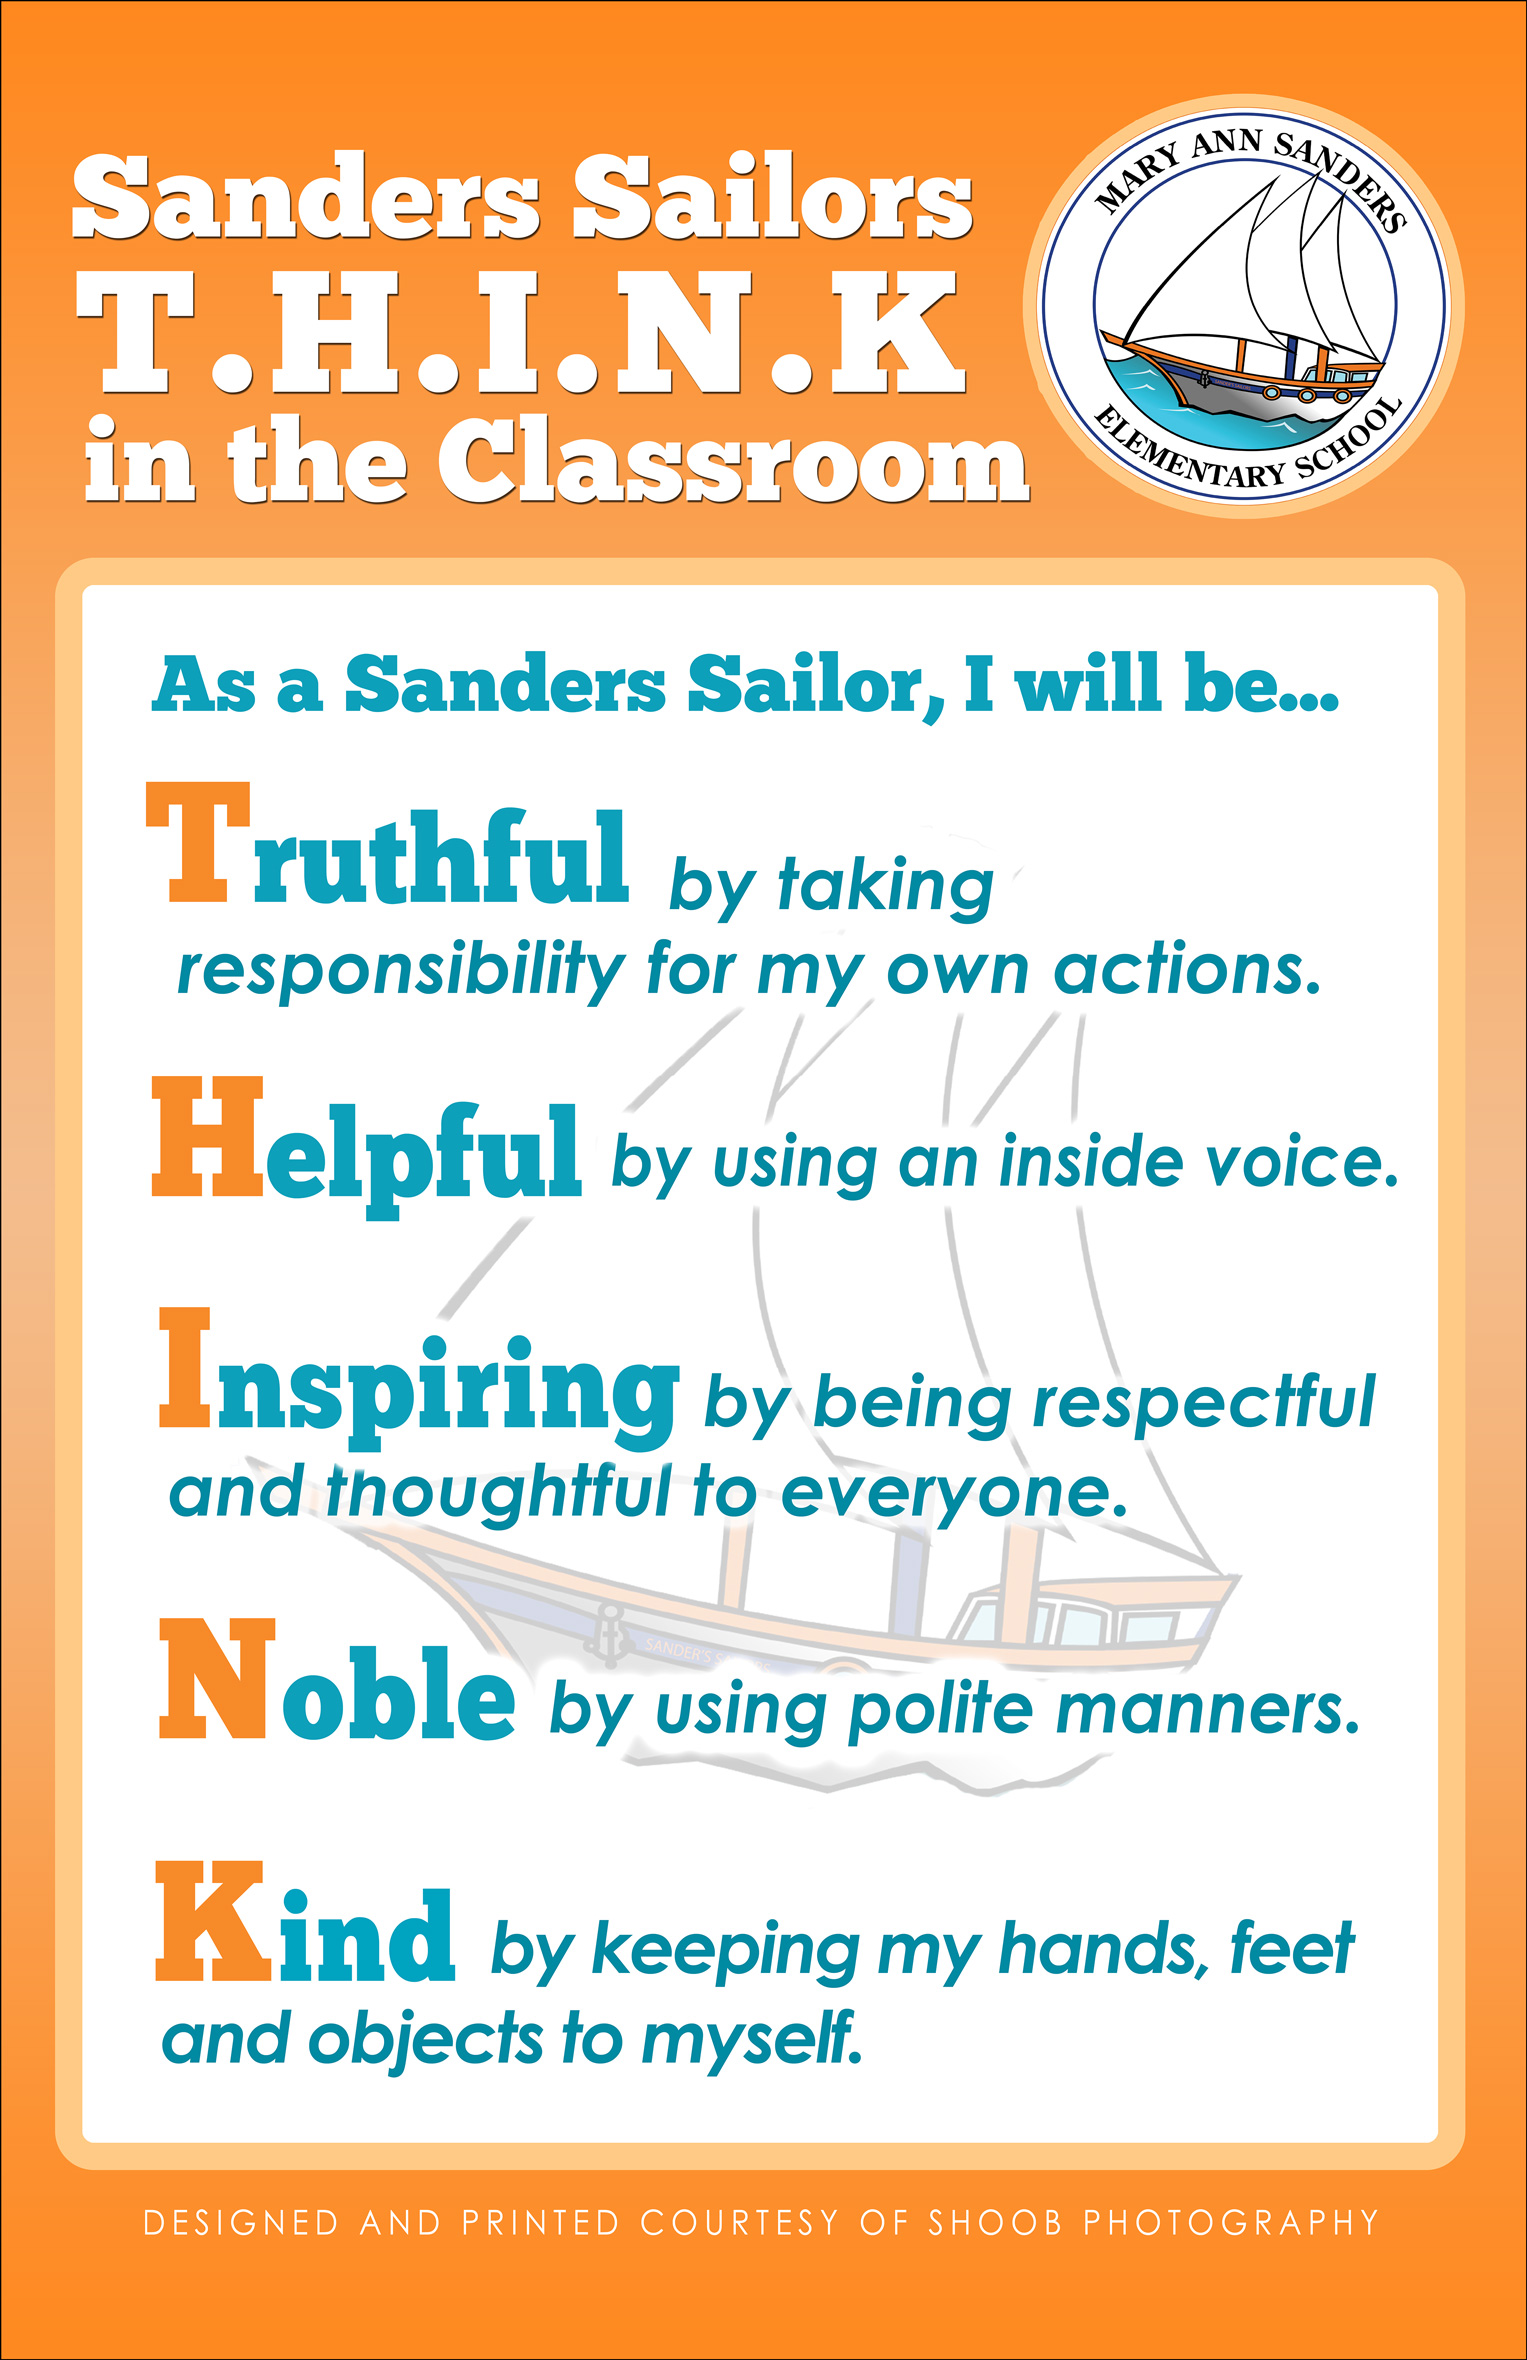 Sanders Sailors
T.H.I.N.K
in the Classroom
MARY ANN SANDERS
ELEMENTARY SCHOOL
As a Sanders Sailor, I will be...
Truthful by taking
responsibility for my own actions.
Helpful by using an inside voice.
Inspiring by being respectful
and thoughtful to everyone.
SANDER'S
Noble by using polite manners.
Kind by keeping my hands, feet
and objects to myself.
DESIGNED AND PRINTED COURTESY OF SHOOB PHOTOGRAPHY